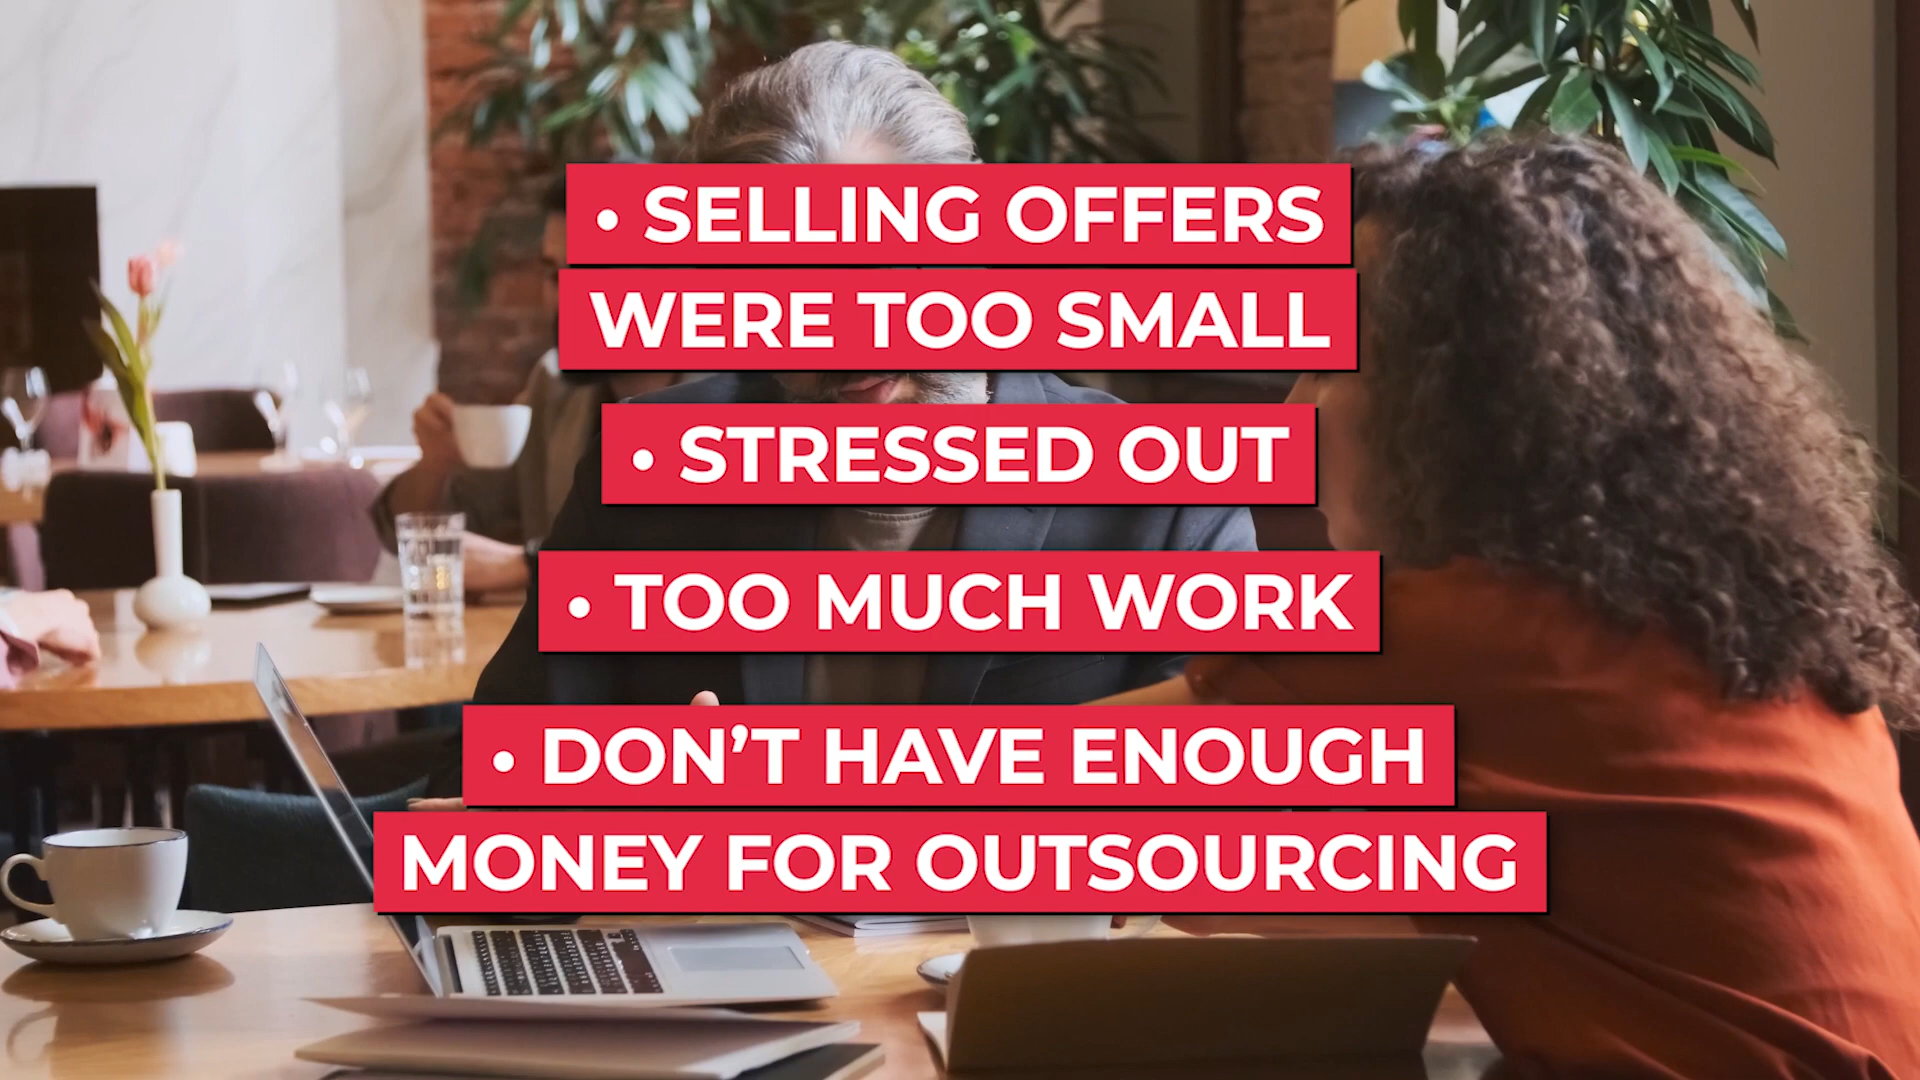 • SELLING OFFERS
WERE TOO SMALL
• STRESSED OUT
• TOO MUCH WORK
• DON’T HAVE ENOUGH
MONEY FOR OUTSOURCING